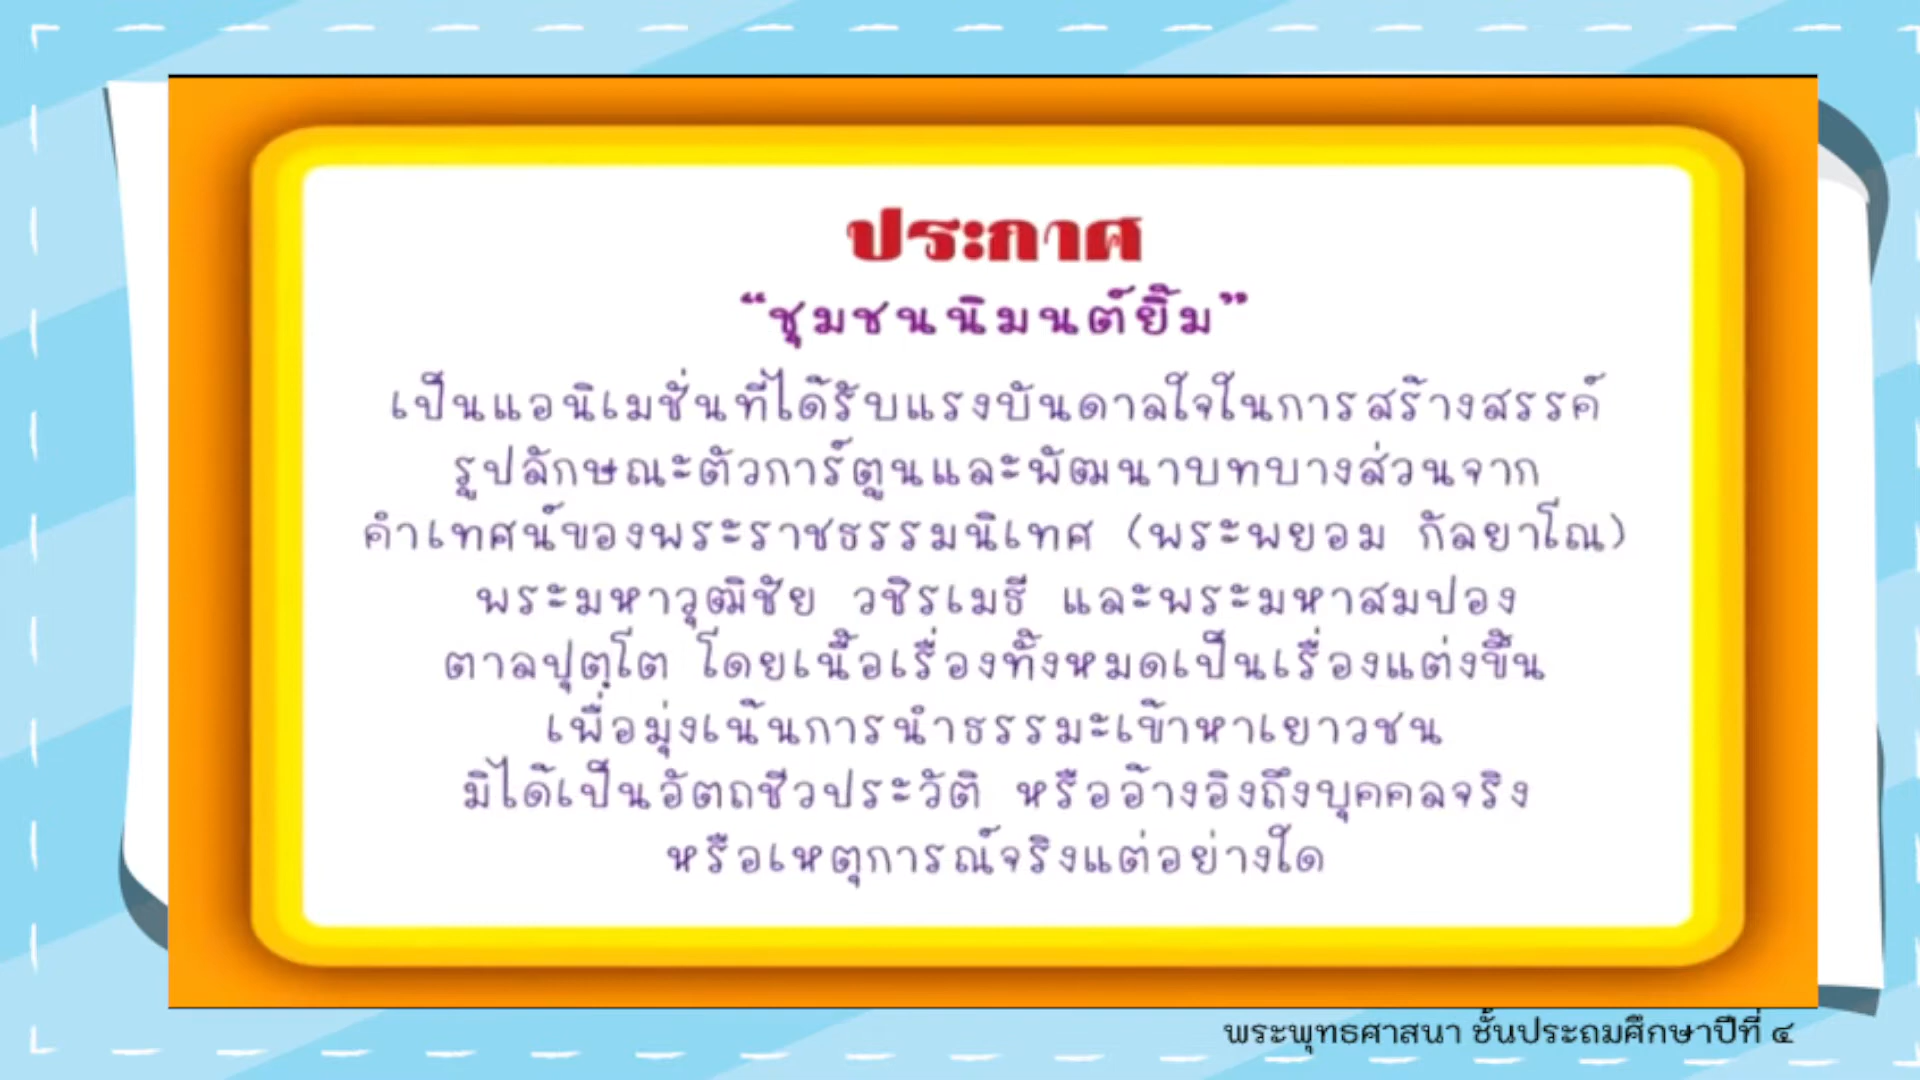 ประกาศ
“ชุมชนนิมนต์ยิ้ม”
เป็นแอนิเมชั่นที่ได้รับแรงบันดาลใจในการสร้างสรรค์
รูปลักษณะตัวการ์ตูนและพัฒนาบทบางส่วนจาก
คำเทศน์ของพระราชธรรมนิเทศ (พระพยอม กัลยาโณ)
พระมหาวุฒิชัย วชิรเมธี และพระมหาสมปอง
ตาลปุตฺโต โดยเนื้อเรื่องทั้งหมดเป็นเรื่องแต่งขึ้น
เพื่อมุ่งเน้นการนำธรรมะเข้าหาเยาวชน
มิได้เป็นอัตถชีวประวัติ หรืออ้างอิงถึงบุคคลจริง
หรือเหตุการณ์จริงแต่อย่างใด
พระพุทธศาสนา ชั้นประถมศึกษาปีที่ ๔